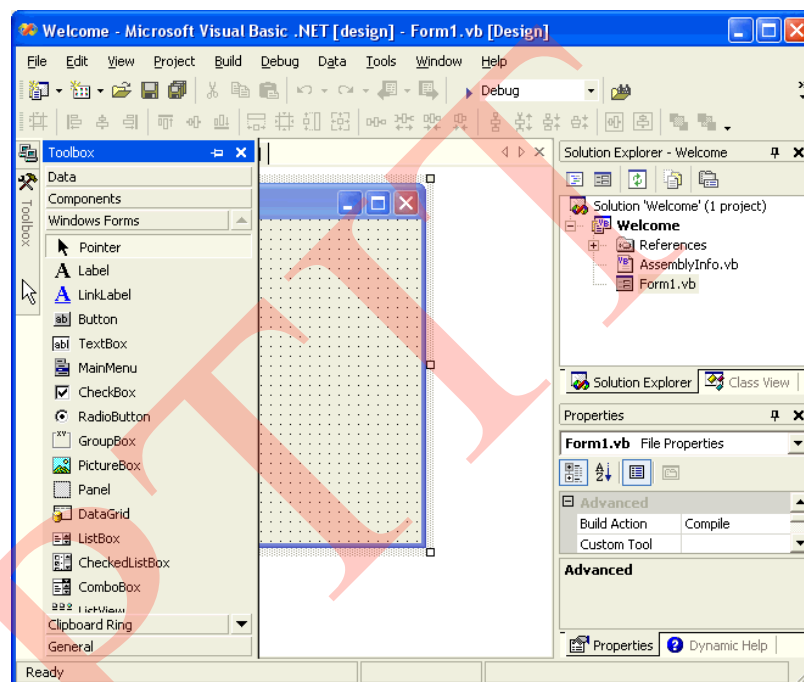 Welcome - Microsoft Visual Basic .NET [design] - Form1.vb [Design]
File Edit View Project Build Debug Data Tools Window Help
Debug
Toolbox
Toolbox
Data
Components
Windows Forms
Pointer
A Label
A LinkLabel
ab Button
abl TextBox
MainMenu
CheckBox
RadioButton
GroupBox
PictureBox
Panel
DataGrid
ListBox
CheckedListBox
ComboBox
ListView
Clipboard Ring
General
Solution Explorer - Welcome
Solution 'Welcome' (1 project)
Welcome
References
AssemblyInfo.vb
Form1.vb
Solution Explorer Class View
Properties
Form1.vb File Properties
Advanced
Build Action Compile
Custom Tool
Advanced
Properties Dynamic Help
Ready
PTIT